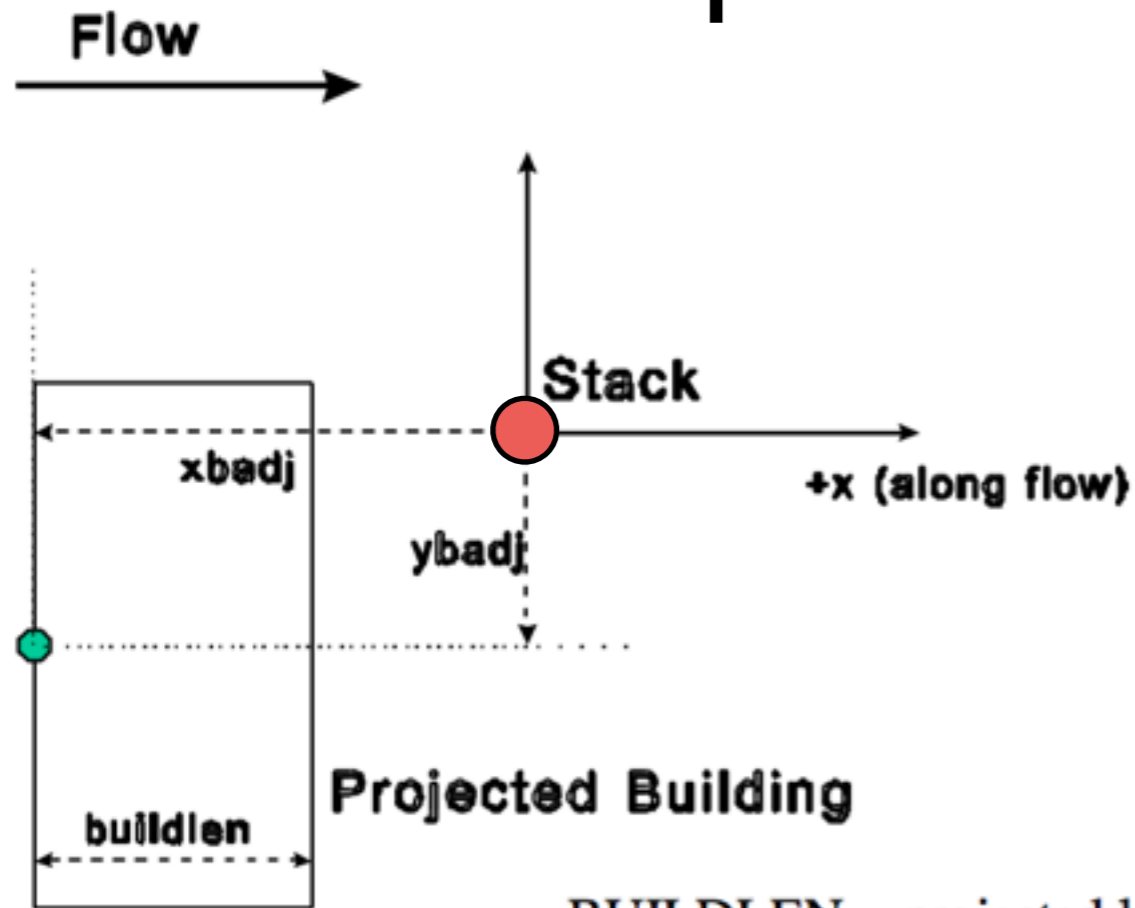 Flow
Stack
xbadj
+x (along flow)
ybadj
Projected Building
buildlen